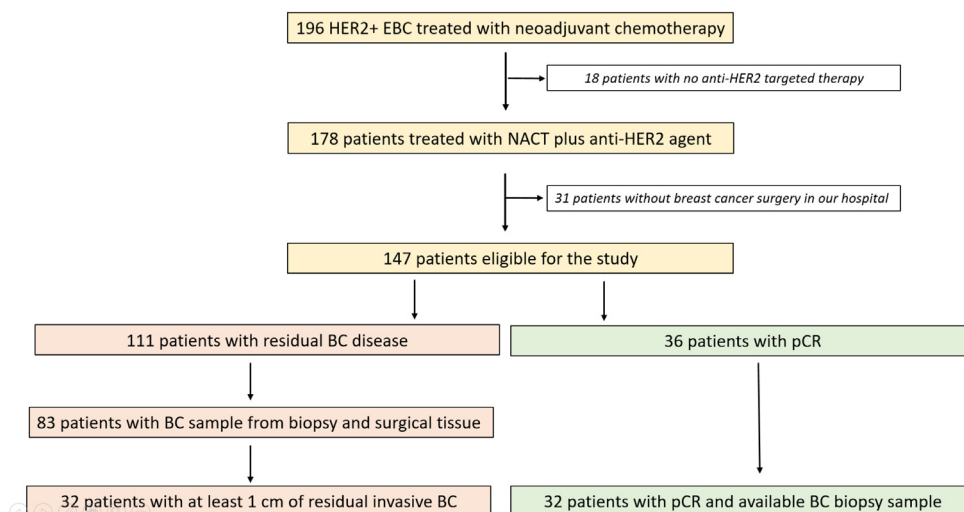 196 HER2+ EBC treated with neoadjuvant chemotherapy
18 patients with no anti-HER2 targeted therapy
178 patients treated with NACT plus anti-HER2 agent
31 patients without breast cancer surgery in our hospital
147 patients eligible for the study
111 patients with residual BC disease
36 patients with pCR
83 patients with BC sample from biopsy and surgical tissue
32 patients with at least 1 cm of residual invasive BC
32 patients with pCR and available BC biopsy sample